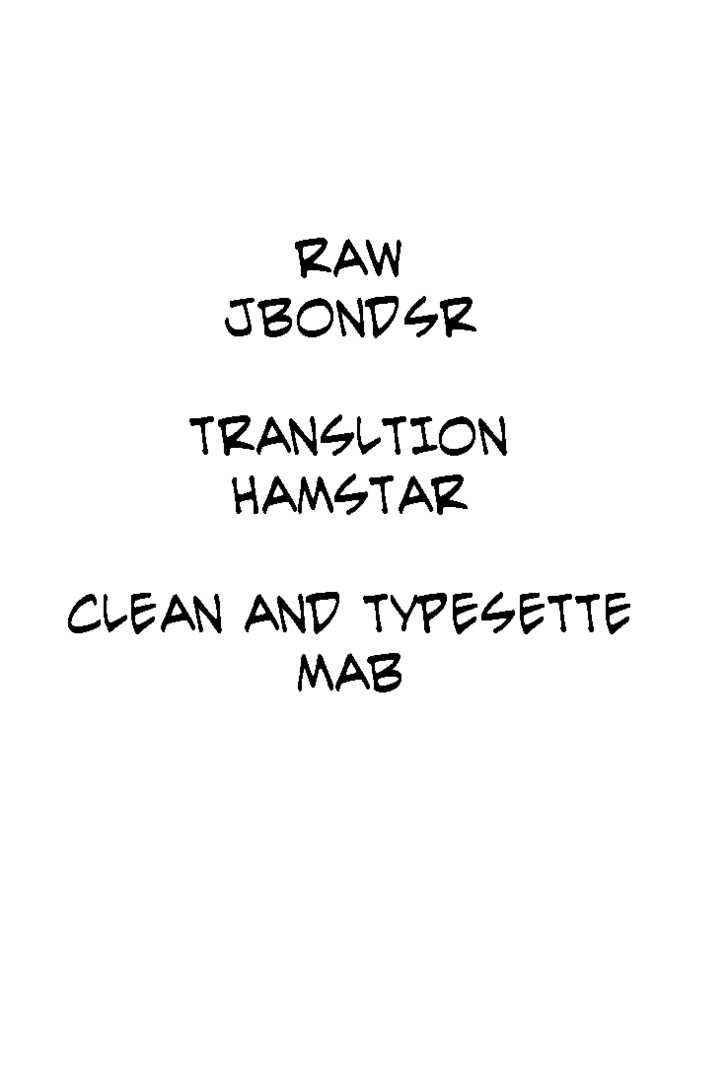 RAW
JBONDSR
TRANSLTION
HAMSTAR
CLEAN AND TYPESETTE
MAB